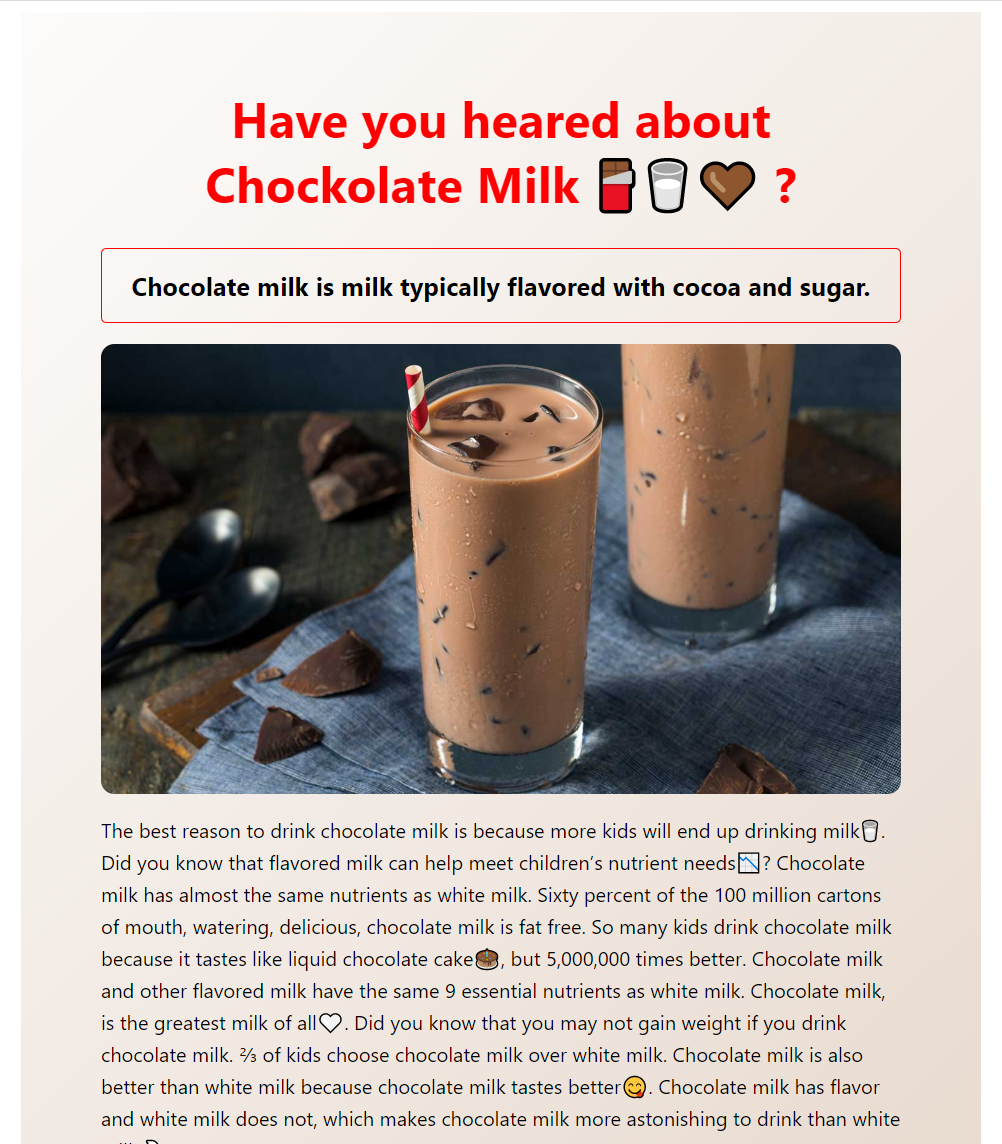 Have you heared about
Chockolate Milk 🍫🥛🤎 ?
Chocolate milk is milk typically flavored with cocoa and sugar.
The best reason to drink chocolate milk is because more kids will end up drinking milk🥛.
Did you know that flavored milk can help meet children’s nutrient needs📉? Chocolate
milk has almost the same nutrients as white milk. Sixty percent of the 100 million cartons
of mouth, watering, delicious, chocolate milk is fat free. So many kids drink chocolate milk
because it tastes like liquid chocolate cake🎂, but 5,000,000 times better. Chocolate milk
and other flavored milk have the same 9 essential nutrients as white milk. Chocolate milk,
is the greatest milk of all🤍. Did you know that you may not gain weight if you drink
chocolate milk. ⅔ of kids choose chocolate milk over white milk. Chocolate milk is also
better than white milk because chocolate milk tastes better😋. Chocolate milk has flavor
and white milk does not, which makes chocolate milk more astonishing to drink than white